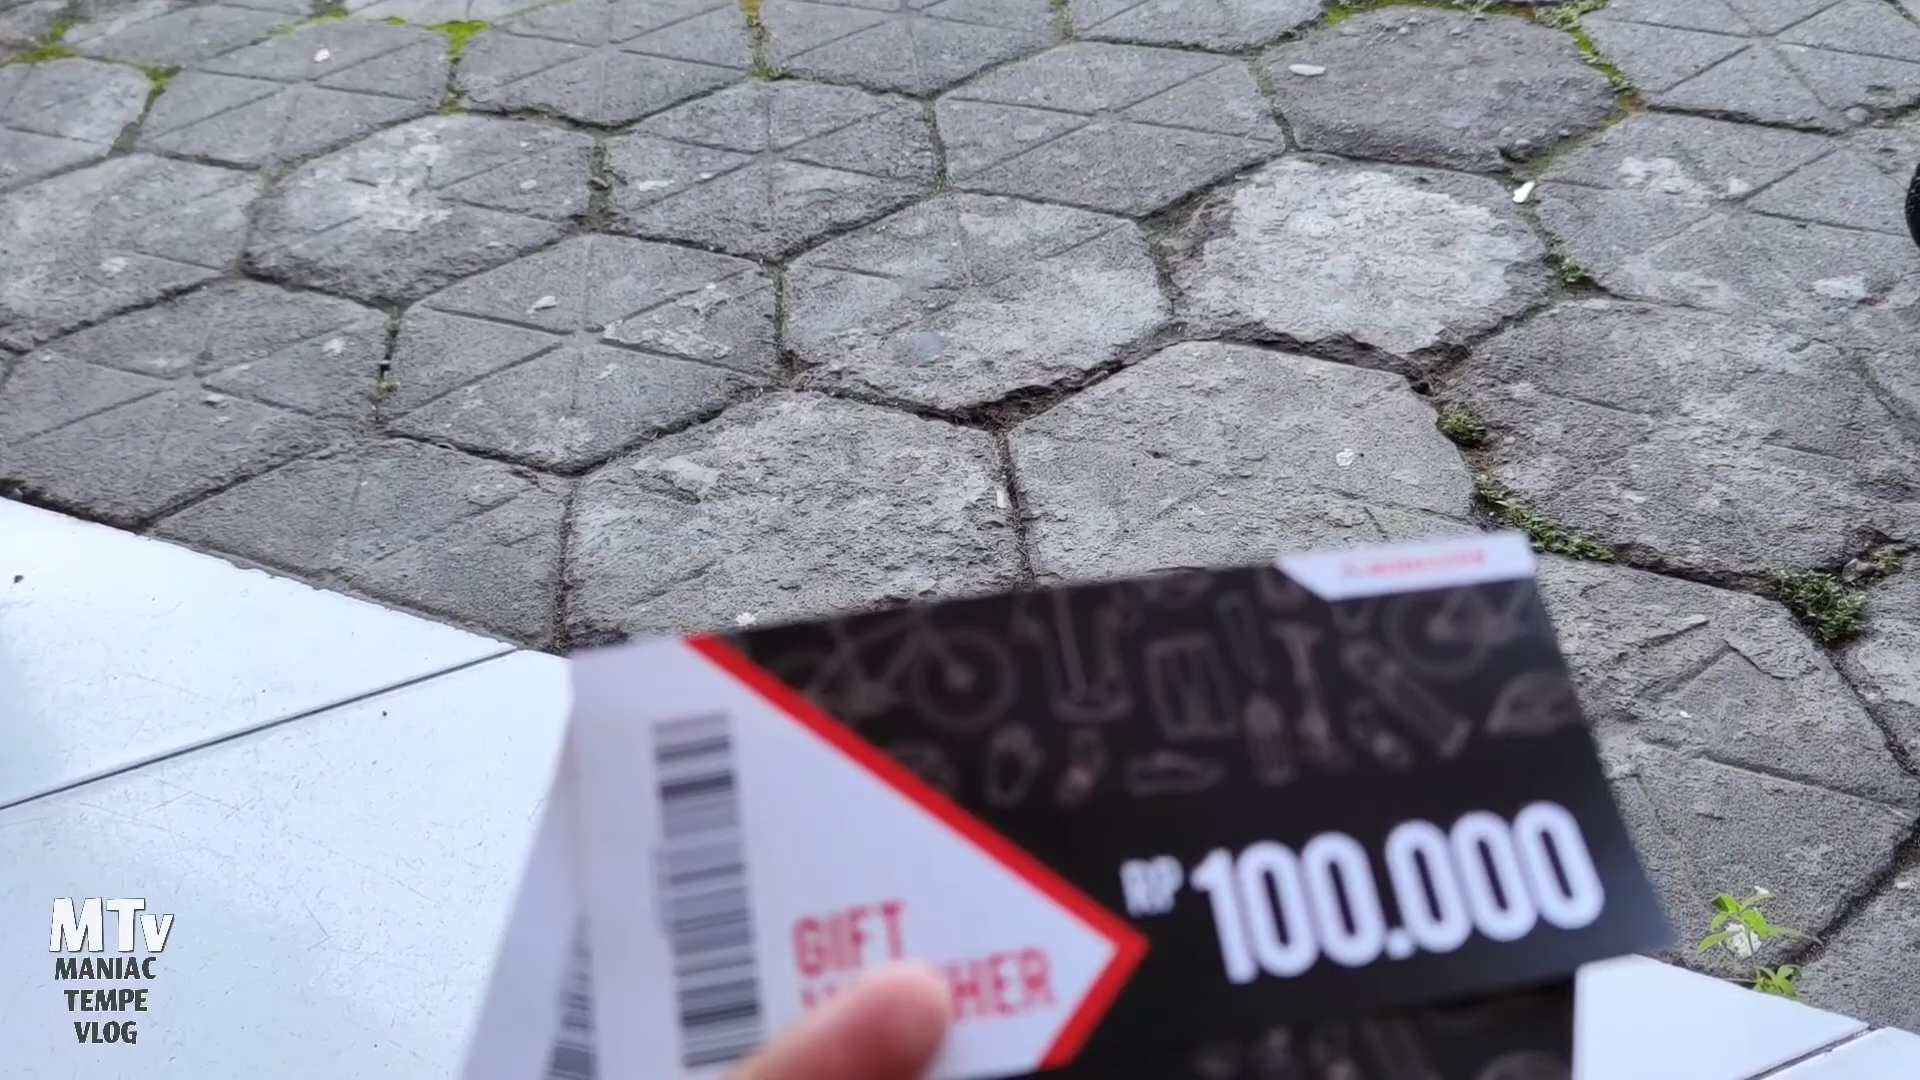 GIFT
RP 100.000
MTv
MANIAC
TEMPE
VLOG